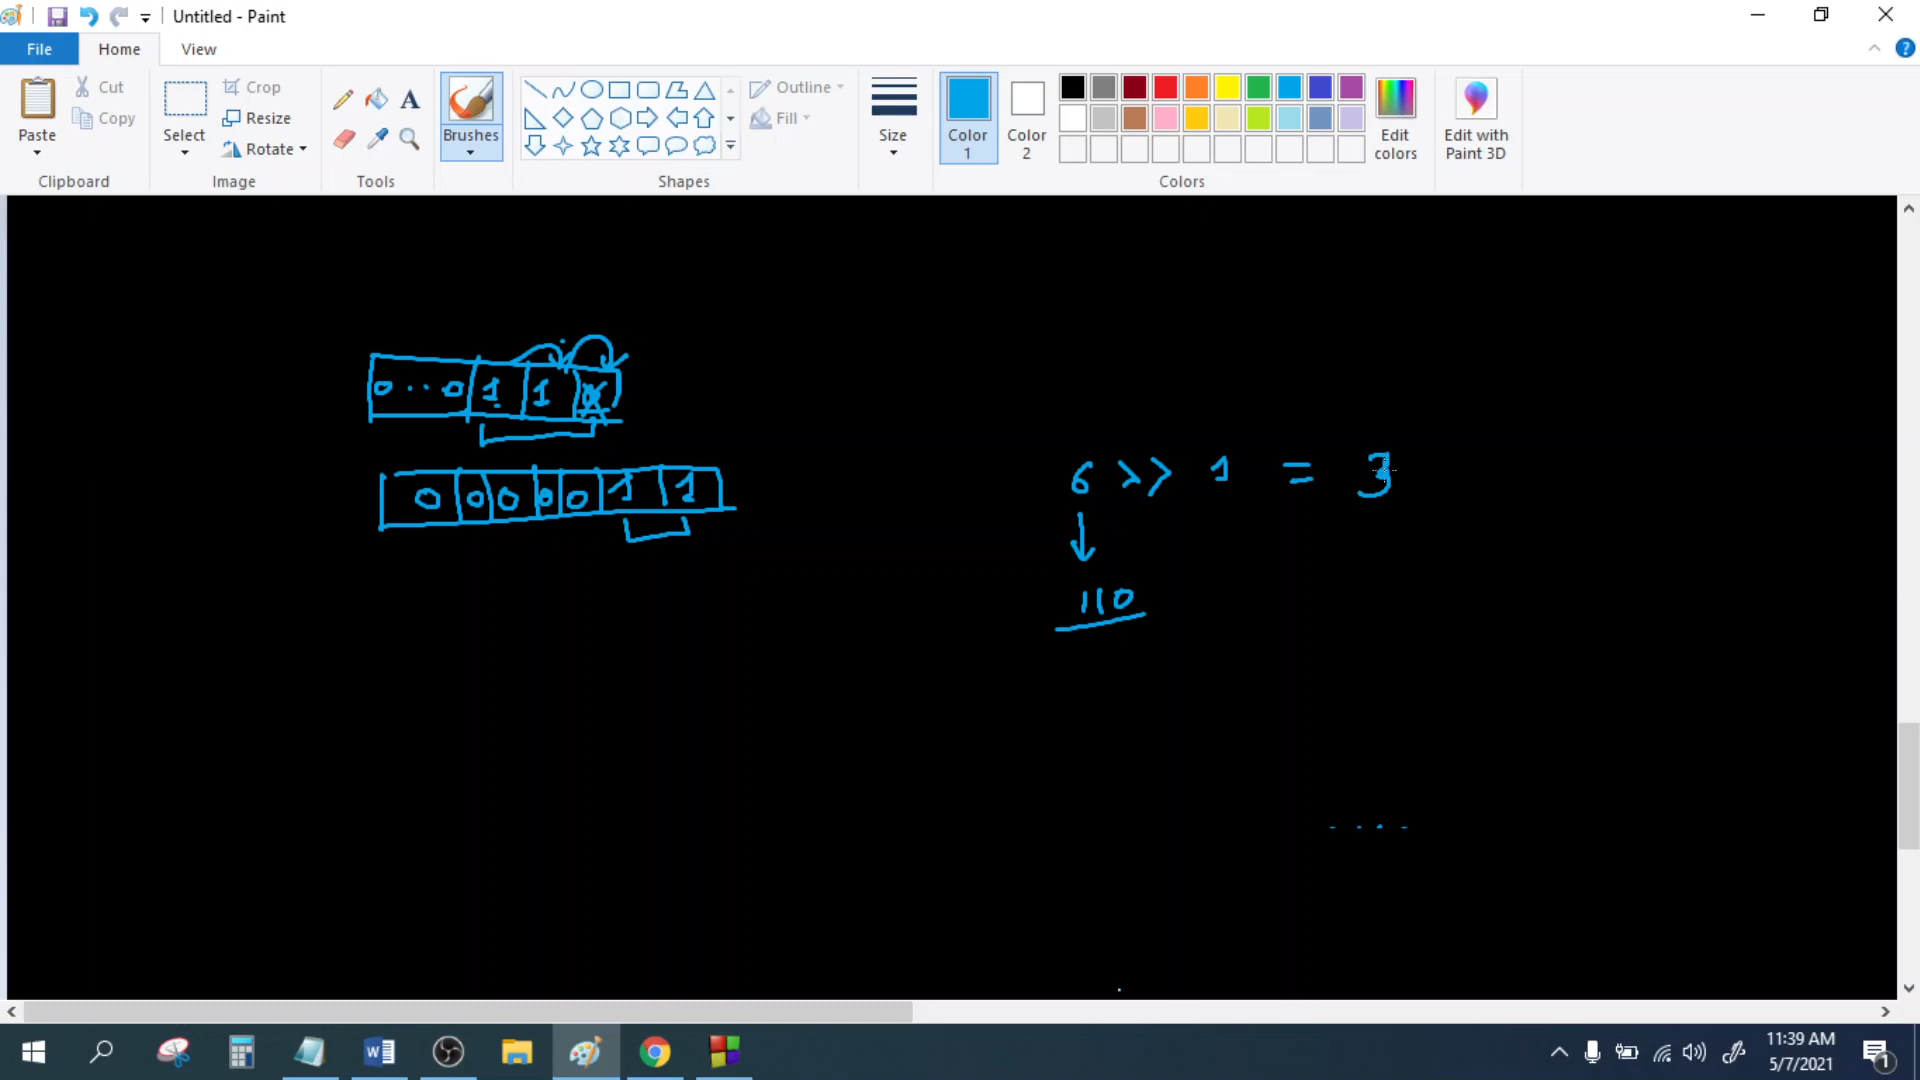 Untitled - Paint
File
Home
View
Paste
Cut
Copy
Clipboard
Select
Crop
Resize
Rotate
Image
Tools
A
Brushes
Outline
Fill
Shapes
Size
Color 1
Color 2
Edit colors
Colors
Edit with Paint 3D
0 . . 0 1 1
0 0 0 0 0 1 1
6 >> 1 = 3
110
11:39 AM
5/7/2021
1